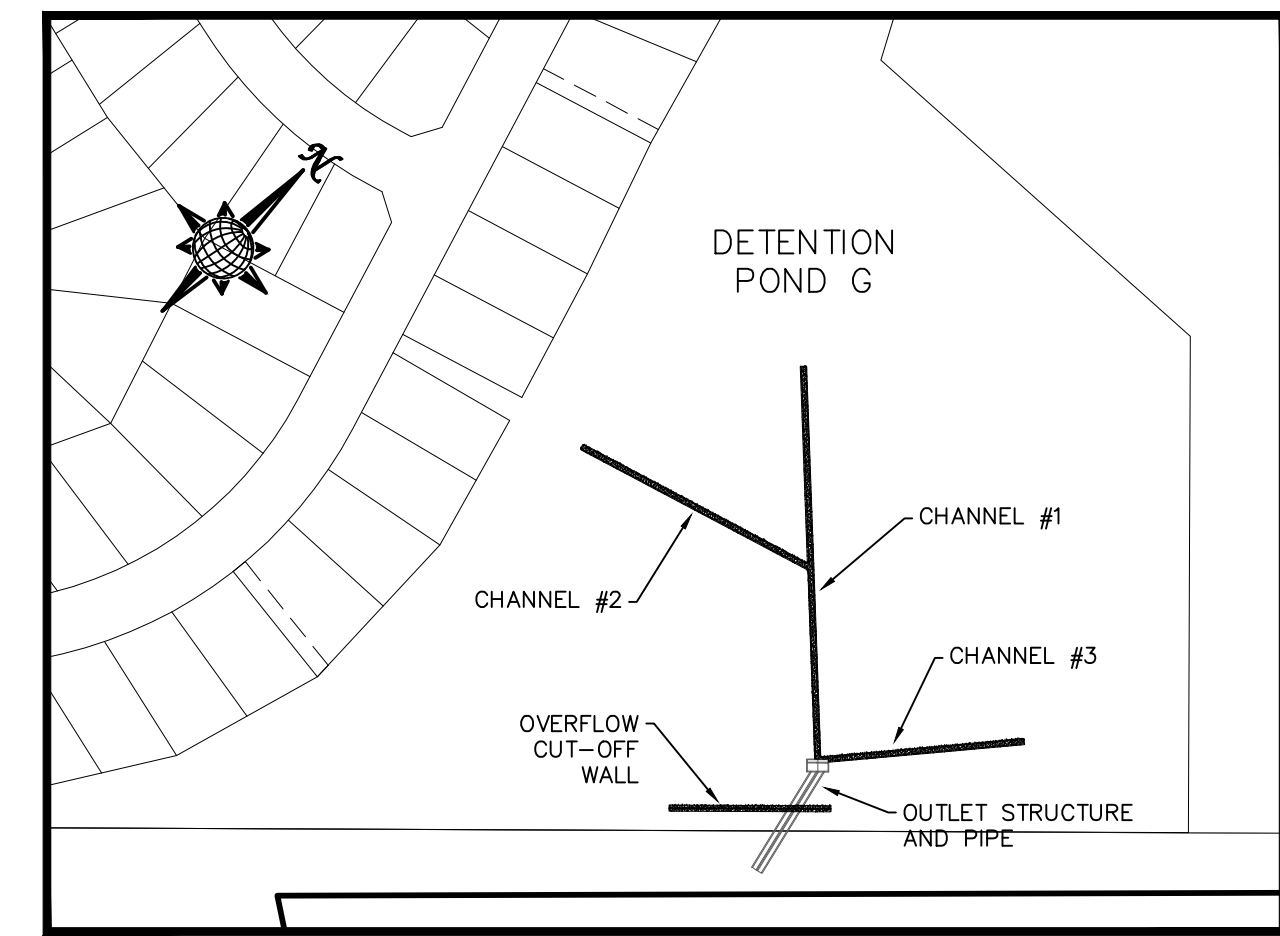 N
DETENTION
POND G
CHANNEL #1
CHANNEL #2
CHANNEL #3
OVERFLOW
CUT-OFF
WALL
OUTLET STRUCTURE
AND PIPE